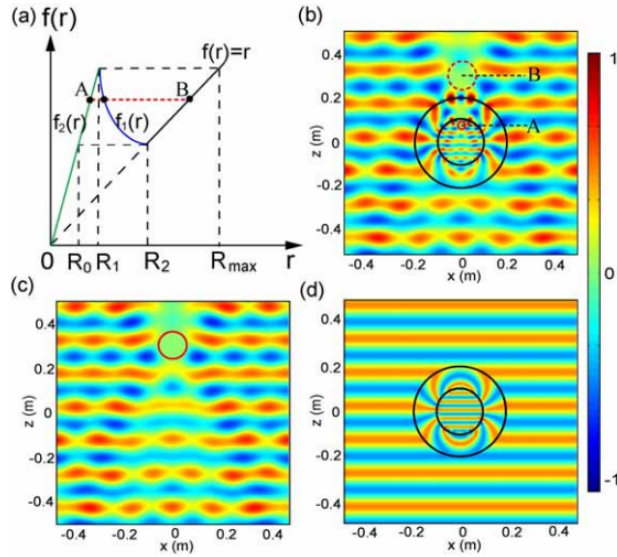 (a) f(r)
f(r)=r
A
B
f₂(r)
f₁(r)
0 R₀ R₁ R₂ Rmax r
(b)
z (m)
0.4
0.2
0
-0.2
-0.4
B
A
-0.4 -0.2 0 0.2 0.4
x (m)
1
0
-1
(c)
z (m)
0.4
0.2
0
-0.2
-0.4
-0.4 -0.2 0 0.2 0.4
x (m)
(d)
z (m)
0.4
0.2
0
-0.2
-0.4
-0.4 -0.2 0 0.2 0.4
x (m)